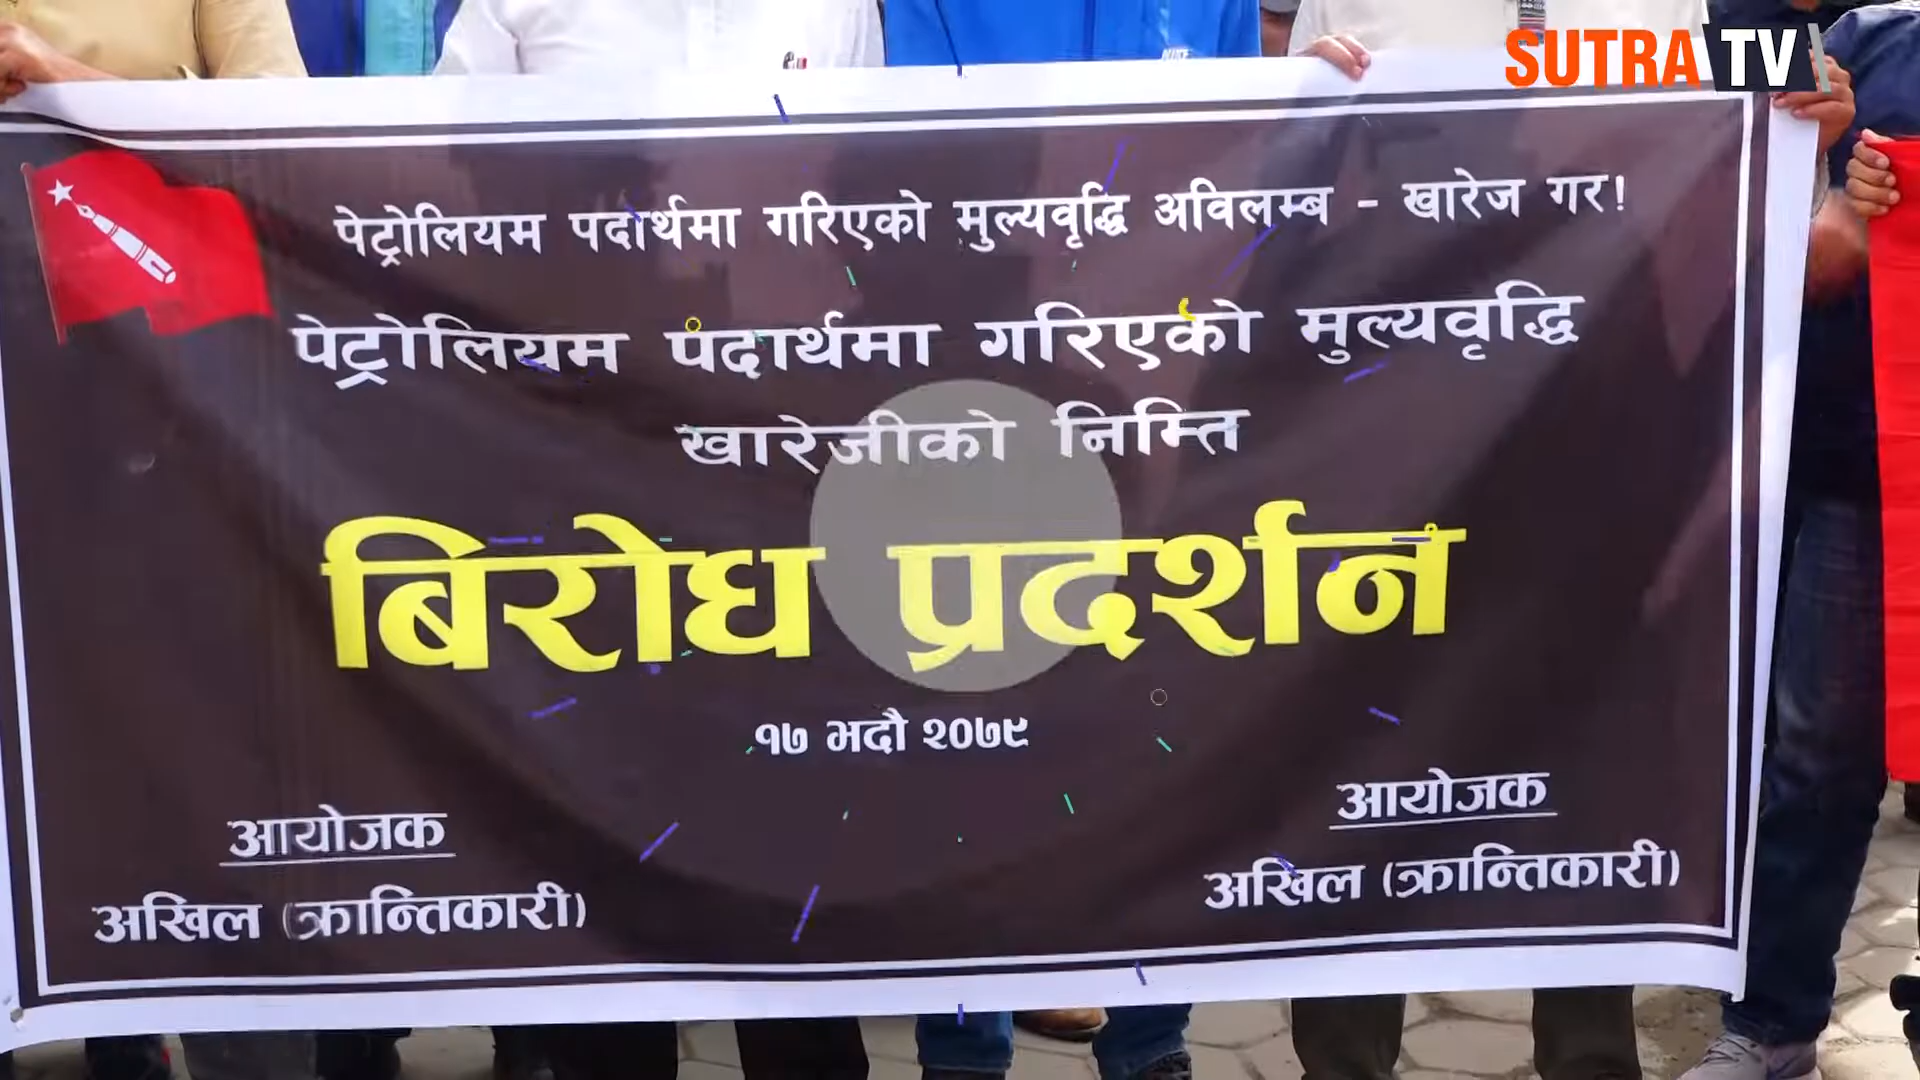 SUTRA TV
पेट्रोलियम पदार्थमा गरिएको मुल्यवृद्धि अविलम्ब - खारेज गर!
पेट्रोलियम पदार्थमा गरिएको मुल्यवृद्धि
खारेजीको निम्ति
बिरोध प्रदर्शन
१७ भदौ २०७९
आयोजक
अखिल (क्रान्तिकारी)
आयोजक
अखिल (क्रान्तिकारी)